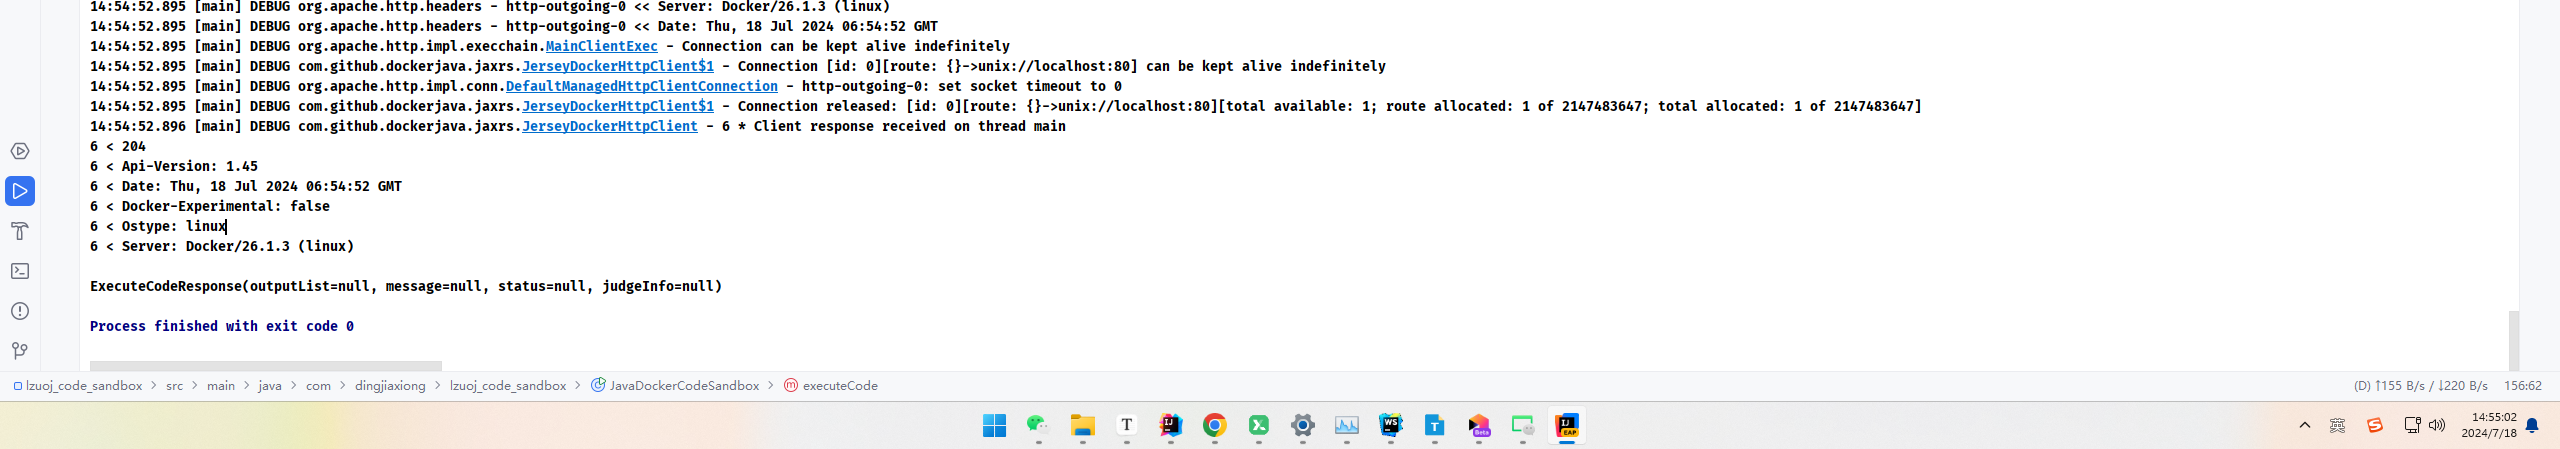 14:54:52.895 [main] DEBUG org.apache.http.headers - http-outgoing-0 << Server: Docker/26.1.3 (linux)
14:54:52.895 [main] DEBUG org.apache.http.headers - http-outgoing-0 << Date: Thu, 18 Jul 2024 06:54:52 GMT
14:54:52.895 [main] DEBUG org.apache.http.impl.execchain.MainClientExec - Connection can be kept alive indefinitely
14:54:52.895 [main] DEBUG com.github.dockerjava.jaxrs.JerseyDockerHttpClient$1 - Connection [id: 0][route: {}->unix://localhost:80] can be kept alive indefinitely
14:54:52.895 [main] DEBUG org.apache.http.impl.conn.DefaultManagedHttpClientConnection - http-outgoing-0: set socket timeout to 0
14:54:52.895 [main] DEBUG com.github.dockerjava.jaxrs.JerseyDockerHttpClient$1 - Connection released: [id: 0][route: {}->unix://localhost:80][total available: 1; route allocated: 1 of 2147483647; total allocated: 1 of 2147483647]
14:54:52.896 [main] DEBUG com.github.dockerjava.jaxrs.JerseyDockerHttpClient - 6 * Client response received on thread main
6 < 204
6 < Api-Version: 1.45
6 < Date: Thu, 18 Jul 2024 06:54:52 GMT
6 < Docker-Experimental: false
6 < Ostype: linux
6 < Server: Docker/26.1.3 (linux)
ExecuteCodeResponse(outputList=null, message=null, status=null, judgeInfo=null)
Process finished with exit code 0
lzuoj_code_sandbox > src > main > java > com > dingjiaxiong > lzuoj_code_sandbox > JavaDockerCodeSandbox > executeCode
(D) ↑155 B/s / ↓220 B/s 156:62
英
14:55:02
2024/7/18